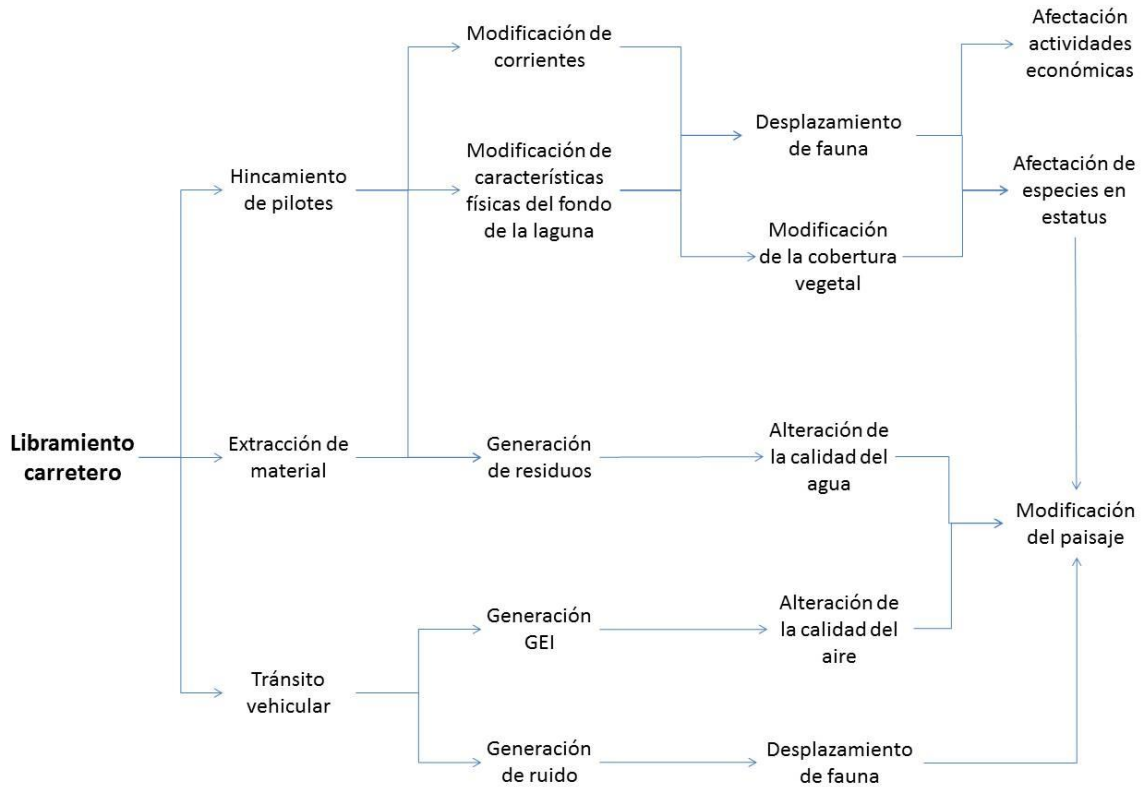 Afectación
actividades
económicas
Modificación de
corrientes
Desplazamiento
de fauna
Modificación de
características
físicas del fondo
de la laguna
Hincamiento
de pilotes
Afectación de
especies en
estatus
Modificación
de la cobertura
vegetal
Libramiento
carretero
Extracción de
material
Generación
de residuos
Alteración de
la calidad del
agua
Modificación
del paisaje
Generación
GEI
Alteración de
la calidad del
aire
Tránsito
vehicular
Generación
de ruido
Desplazamiento
de fauna